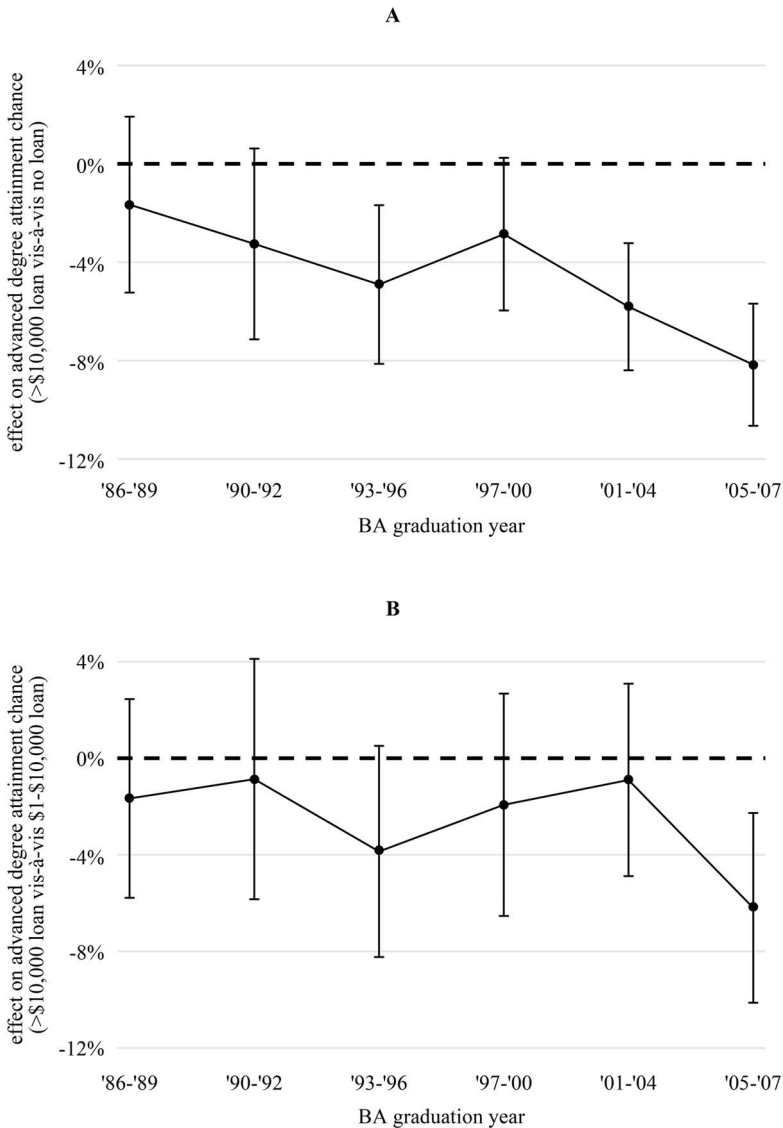 A
effect on advanced degree attainment chance
(>$10,000 loan vis-à-vis no loan)
4%
0%
-4%
-8%
-12%
'86-'89 '90-'92 '93-'96 '97-'00 '01-'04 '05-'07
BA graduation year
B
effect on advanced degree attainment chance
(>$10,000 loan vis-à-vis $1-$10,000 loan)
4%
0%
-4%
-8%
-12%
'86-'89 '90-'92 '93-'96 '97-'00 '01-'04 '05-'07
BA graduation year